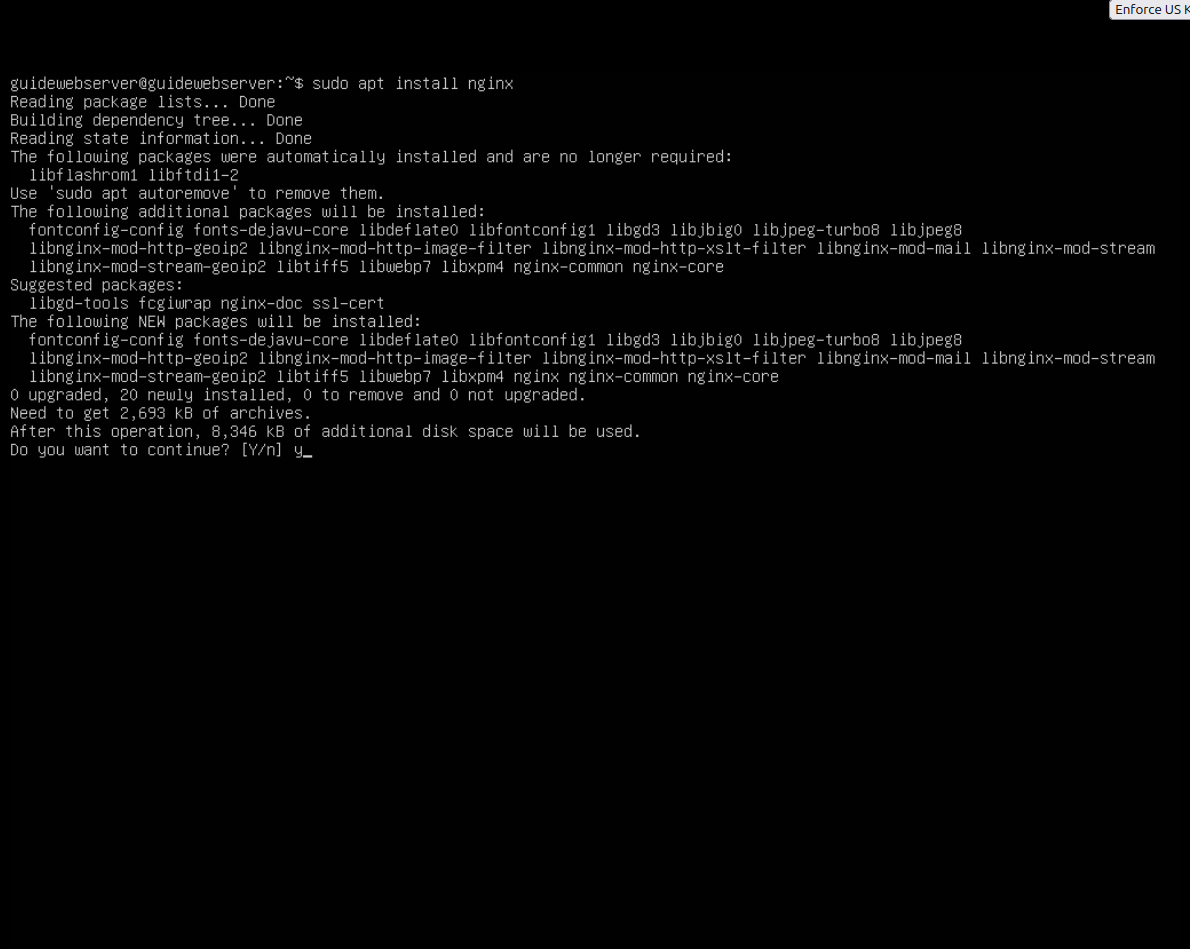 Enforce US K
guidewebserver@guidewebserver:~$ sudo apt install nginx
Reading package lists... Done
Building dependency tree... Done
Reading state information... Done
The following packages were automatically installed and are no longer required:
  libflashrom1 libftdi1-2
Use 'sudo apt autoremove' to remove them.
The following additional packages will be installed:
  fontconfig-config fonts-dejavu-core libdeflate0 libfontconfig1 libgd3 libjbig0 libjpeg-turbo8 libjpeg8
  libnginx-mod-http-geoip2 libnginx-mod-http-image-filter libnginx-mod-http-xslt-filter libnginx-mod-mail libnginx-mod-stream
  libnginx-mod-stream-geoip2 libtiff5 libwebp7 libxpm4 nginx-common nginx-core
Suggested packages:
  libgd-tools fcgiwrap nginx-doc ssl-cert
The following NEW packages will be installed:
  fontconfig-config fonts-dejavu-core libdeflate0 libfontconfig1 libgd3 libjbig0 libjpeg-turbo8 libjpeg8
  libnginx-mod-http-geoip2 libnginx-mod-http-image-filter libnginx-mod-http-xslt-filter libnginx-mod-mail libnginx-mod-stream
  libnginx-mod-stream-geoip2 libtiff5 libwebp7 libxpm4 nginx nginx-common nginx-core
0 upgraded, 20 newly installed, 0 to remove and 0 not upgraded.
Need to get 2,693 kB of archives.
After this operation, 8,346 kB of additional disk space will be used.
Do you want to continue? [Y/n] y_